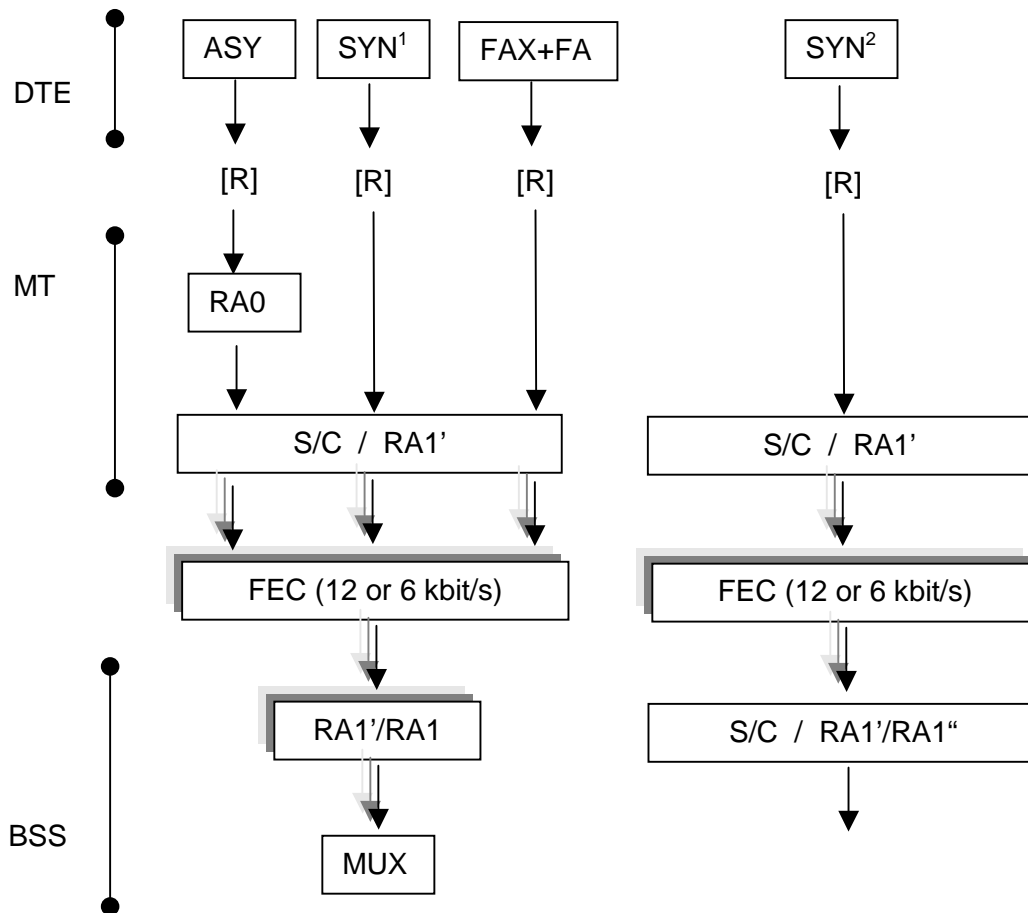 ASY SYN¹ FAX+FA SYN²
DTE
[R] [R] [R] [R]
MT
RA0
S/C / RA1’ S/C / RA1’
FEC (12 or 6 kbit/s) FEC (12 or 6 kbit/s)
RA1’/RA1 S/C / RA1’/RA1“
BSS
MUX